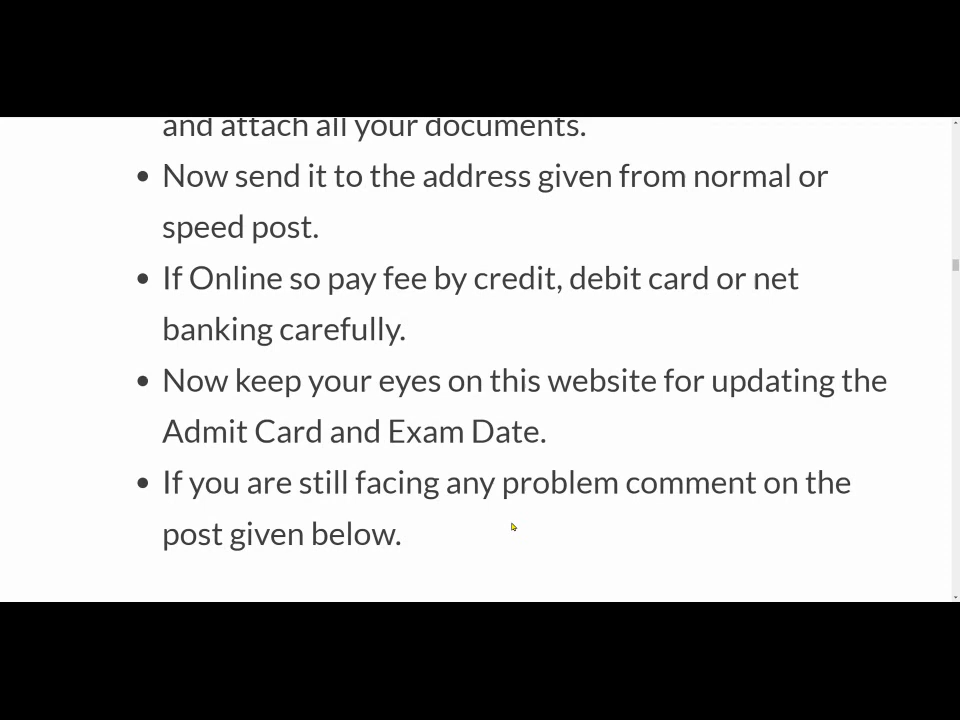 and attach all your documents.
• Now send it to the address given from normal or
speed post.
• If Online so pay fee by credit, debit card or net
banking carefully.
• Now keep your eyes on this website for updating the
Admit Card and Exam Date.
• If you are still facing any problem comment on the
post given below.